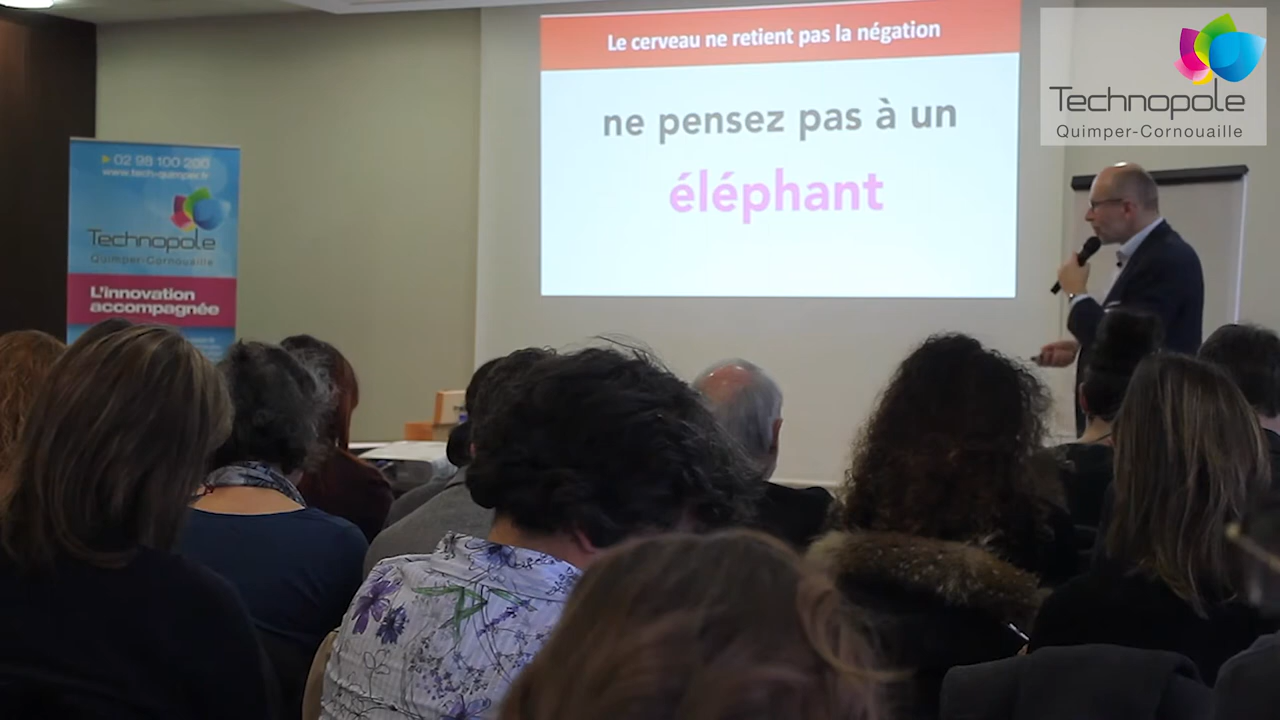 Le cerveau ne retient pas la négation
ne pensez pas à un
éléphant
Technopole
Quimper-Cornouaille
02 98 100 200
www.tech-quimper.fr
Technopole
Quimper-Cornouaille
L'innovation
accompagnée